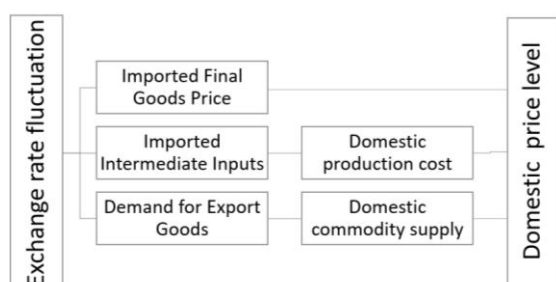 Exchange rate fluctuation
Imported Final
Goods Price
Imported
Intermediate Inputs
Domestic
production cost
Demand for Export
Goods
Domestic
commodity supply
Domestic price level